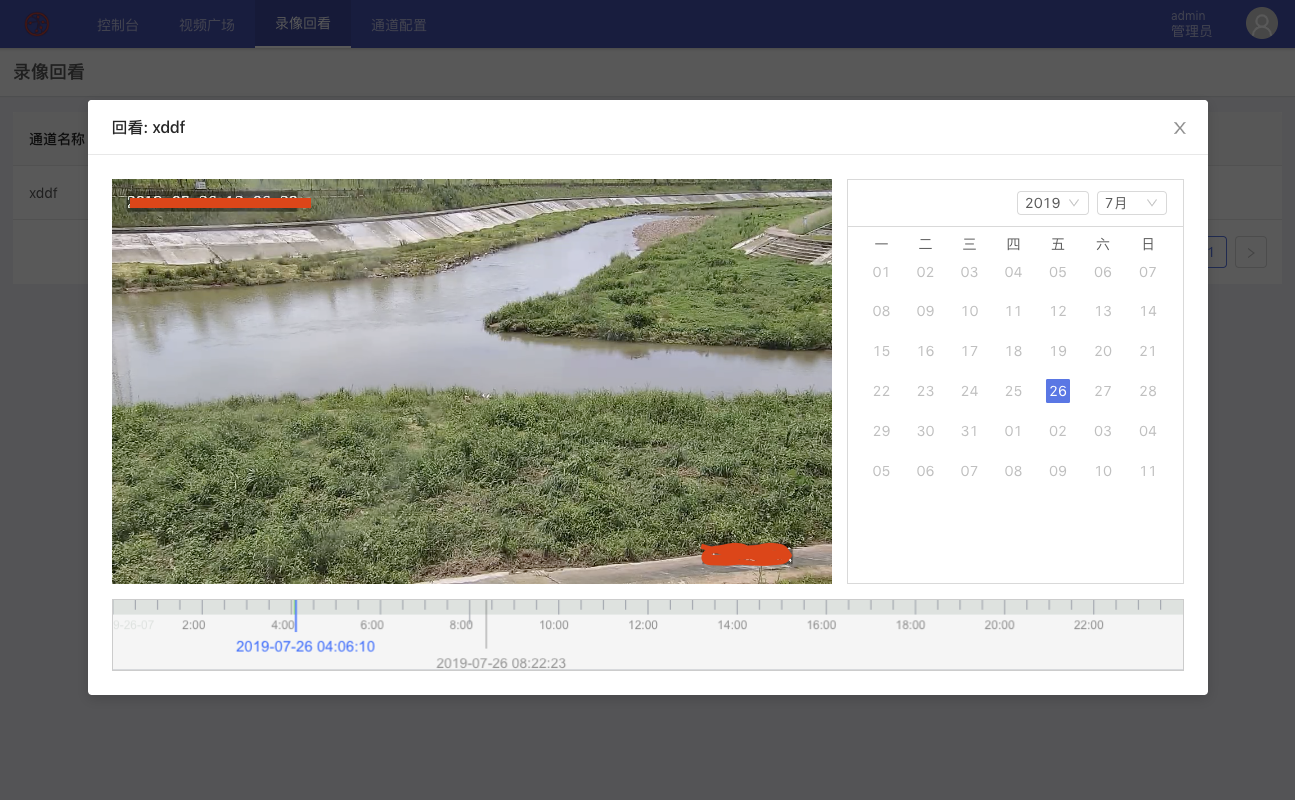 控制台 视频广场 录像回看 通道配置 admin
管理员
录像回看
回看: xddf
通道名称
xddf
2019 7月
一 二 三 四 五 六 日
01 02 03 04 05 06 07
08 09 10 11 12 13 14
15 16 17 18 19 20 21
22 23 24 25 26 27 28
29 30 31 01 02 03 04
05 06 07 08 09 10 11
1
9-26-07 2:00 4:00 6:00 8:00 10:00 12:00 14:00 16:00 18:00 20:00 22:00
2019-07-26 04:06:10
2019-07-26 08:22:23